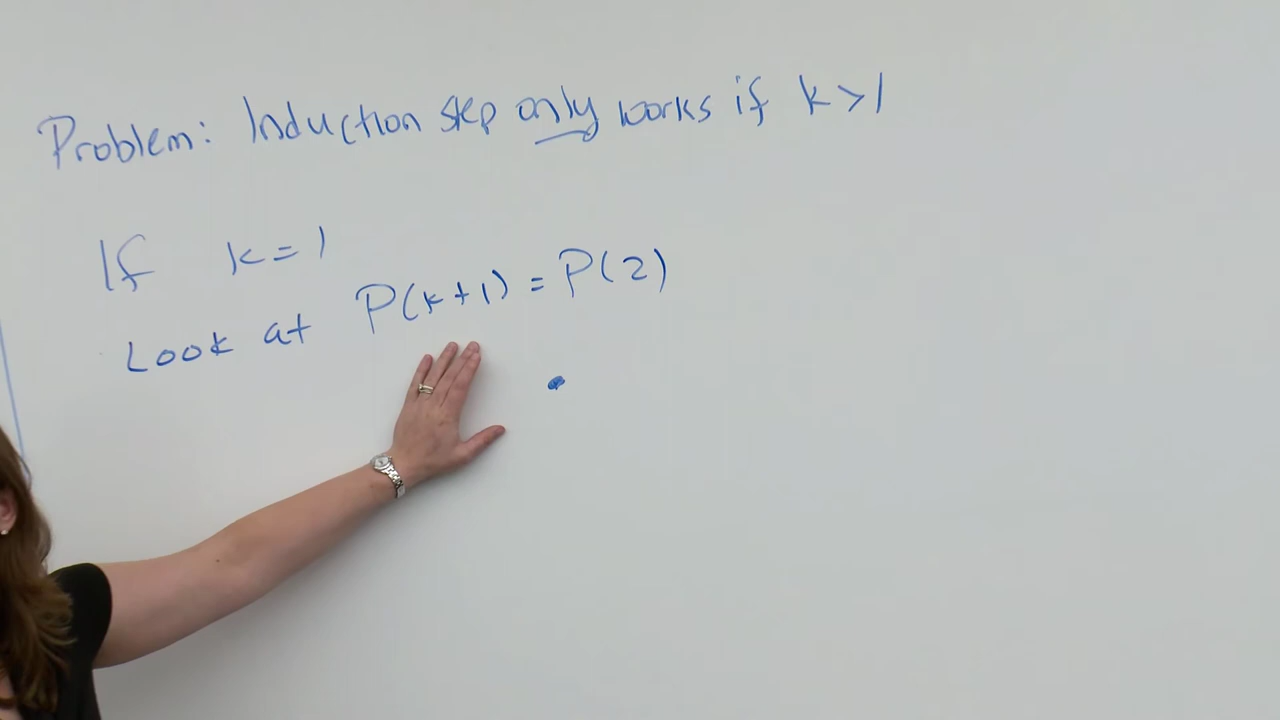 Problem: Induction step only works if k > 1
If k = 1
Look at P(k+1) = P(2)